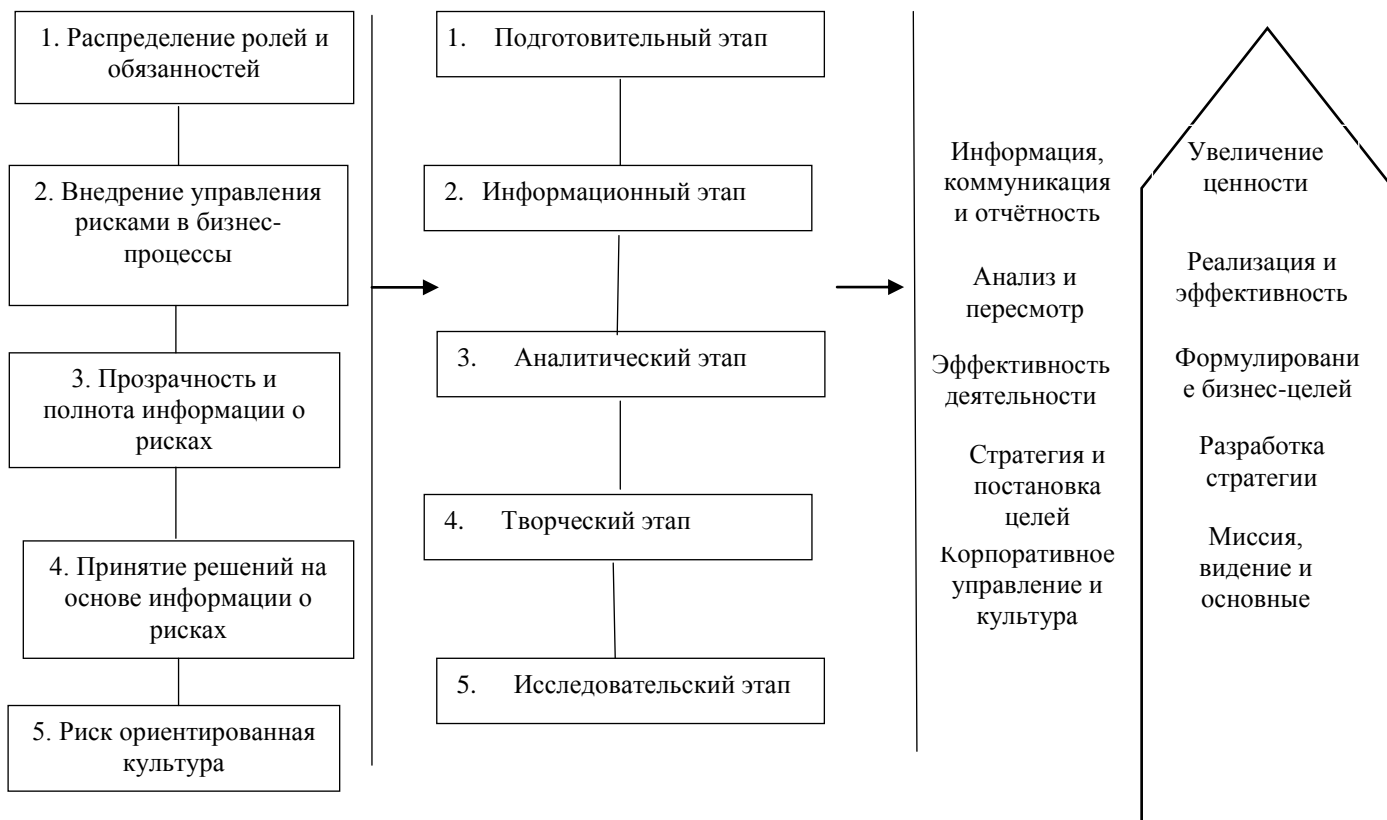 1. Распределение ролей и
обязанностей
2. Внедрение управления
рисками в бизнес-
процессы
3. Прозрачность и
полнота информации о
рисках
4. Принятие решений на
основе информации о
рисках
5. Риск ориентированная
культура
1. Подготовительный этап
2. Информационный этап
3. Аналитический этап
4. Творческий этап
5. Исследовательский этап
Информация,
коммуникация
и отчётность
Анализ и
пересмотр
Эффективность
деятельности
Стратегия и
постановка
целей
Корпоративное
управление и
культура
Увеличение
ценности
Реализация и
эффективность
Формулировани
е бизнес-целей
Разработка
стратегии
Миссия,
видение и
основные